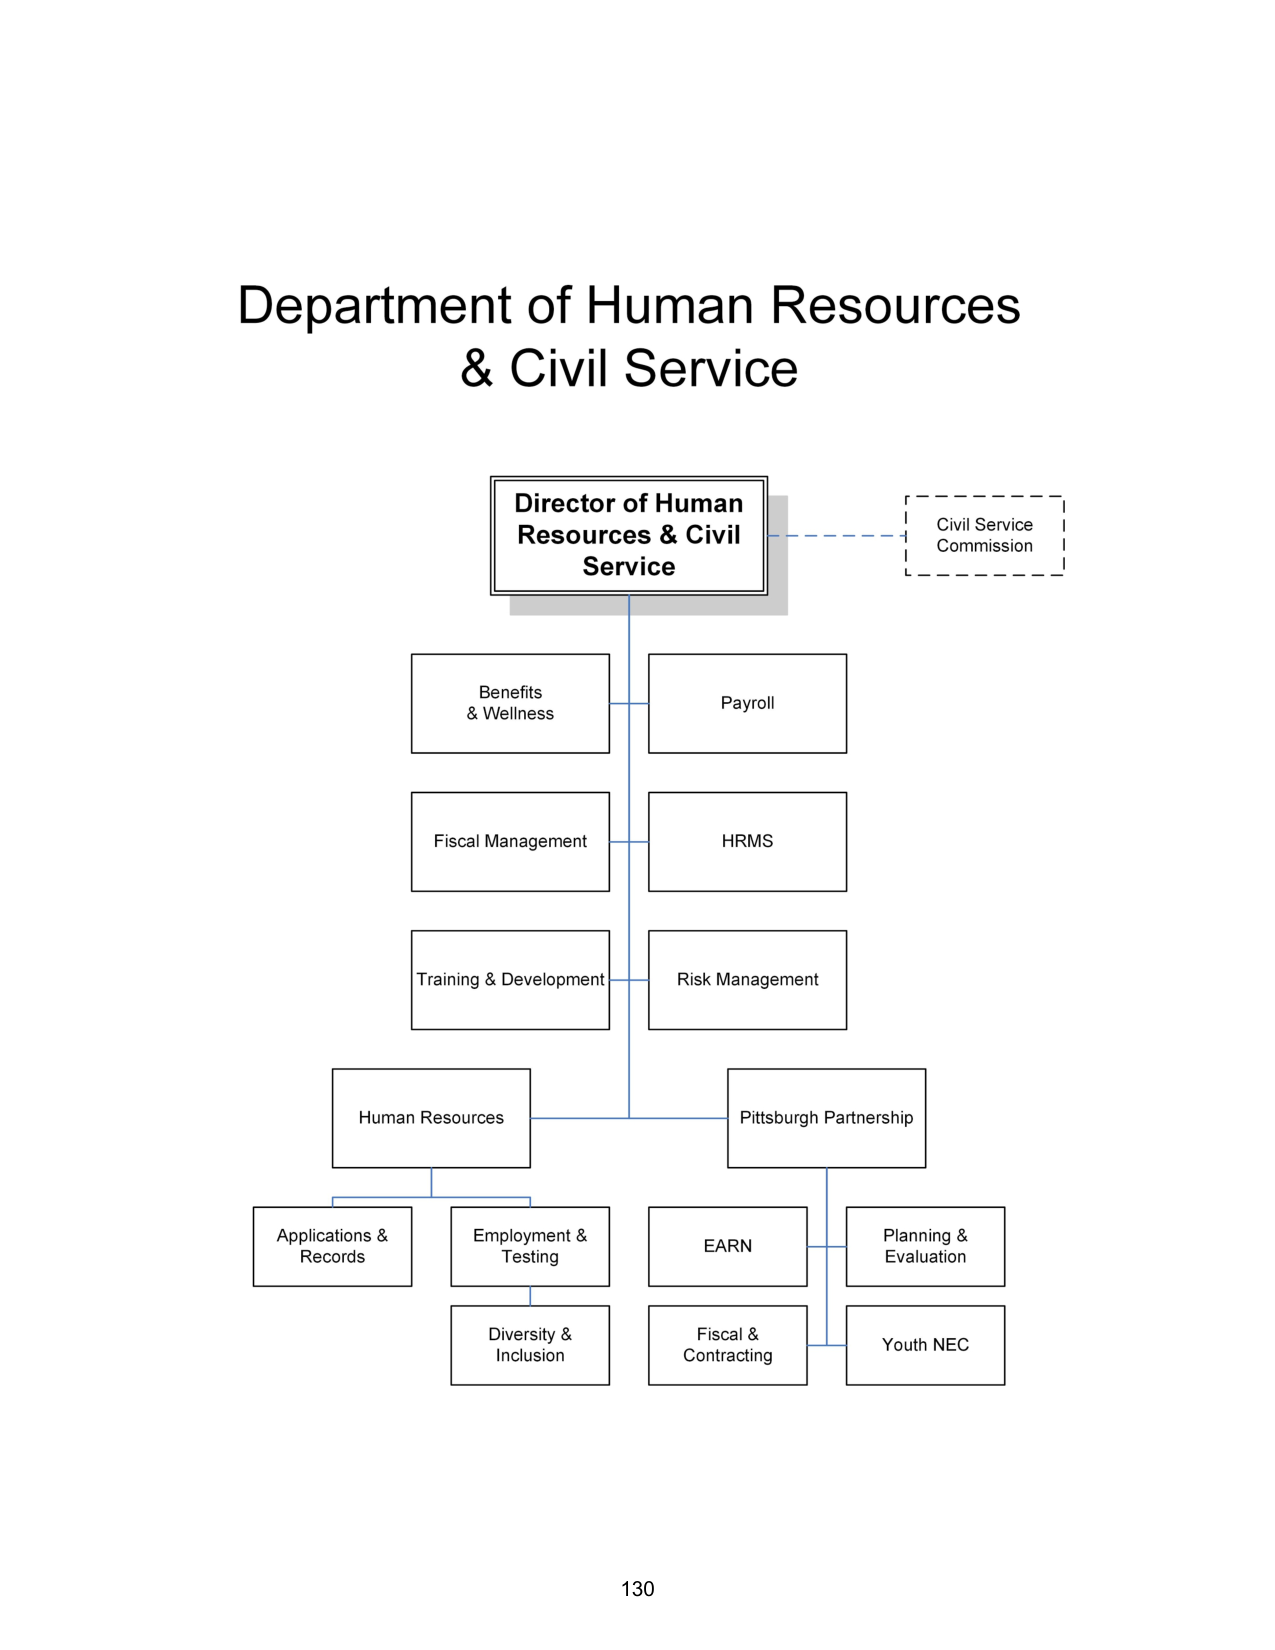 Department of Human Resources
& Civil Service
Director of Human
Resources & Civil
Service
Civil Service
Commission
Benefits
& Wellness
Payroll
Fiscal Management
HRMS
Training & Development
Risk Management
Human Resources
Pittsburgh Partnership
Applications &
Records
Employment &
Testing
EARN
Planning &
Evaluation
Diversity &
Inclusion
Fiscal &
Contracting
Youth NEC
130